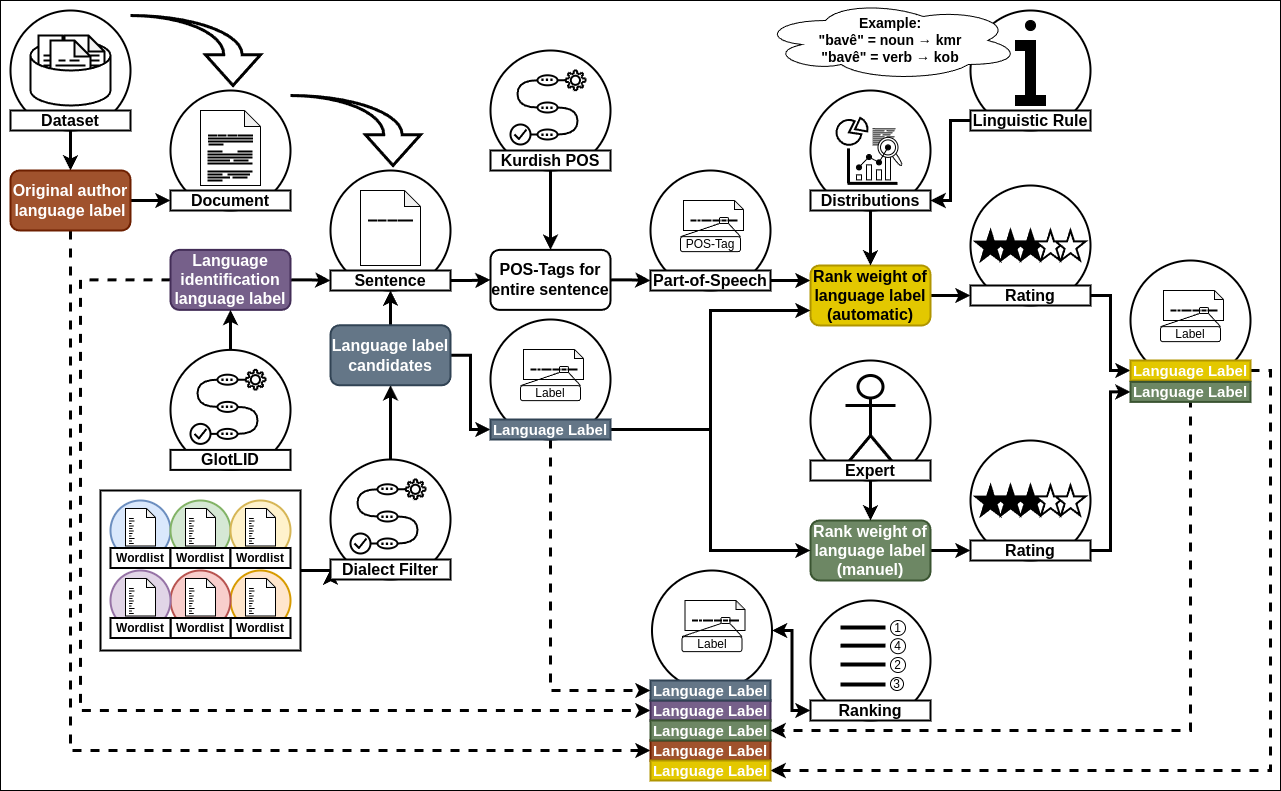 Example:
"bavê" = noun → kmr
"bavê" = verb → kob
Dataset
Linguistic Rule
Kurdish POS
Original author
language label
Document
Distributions
POS-Tag
Language
identification
language label
Sentence
POS-Tags for
entire sentence
Part-of-Speech
Rank weight of
language label
(automatic)
Rating
Label
Language label
candidates
Label
Language Label
Language Label
Language Label
GlotLID
Expert
Wordlist
Wordlist
Wordlist
Dialect Filter
Rank weight of
language label
(manuel)
Rating
Wordlist
Wordlist
Wordlist
Label
1
4
2
3
Ranking
Language Label
Language Label
Language Label
Language Label
Language Label